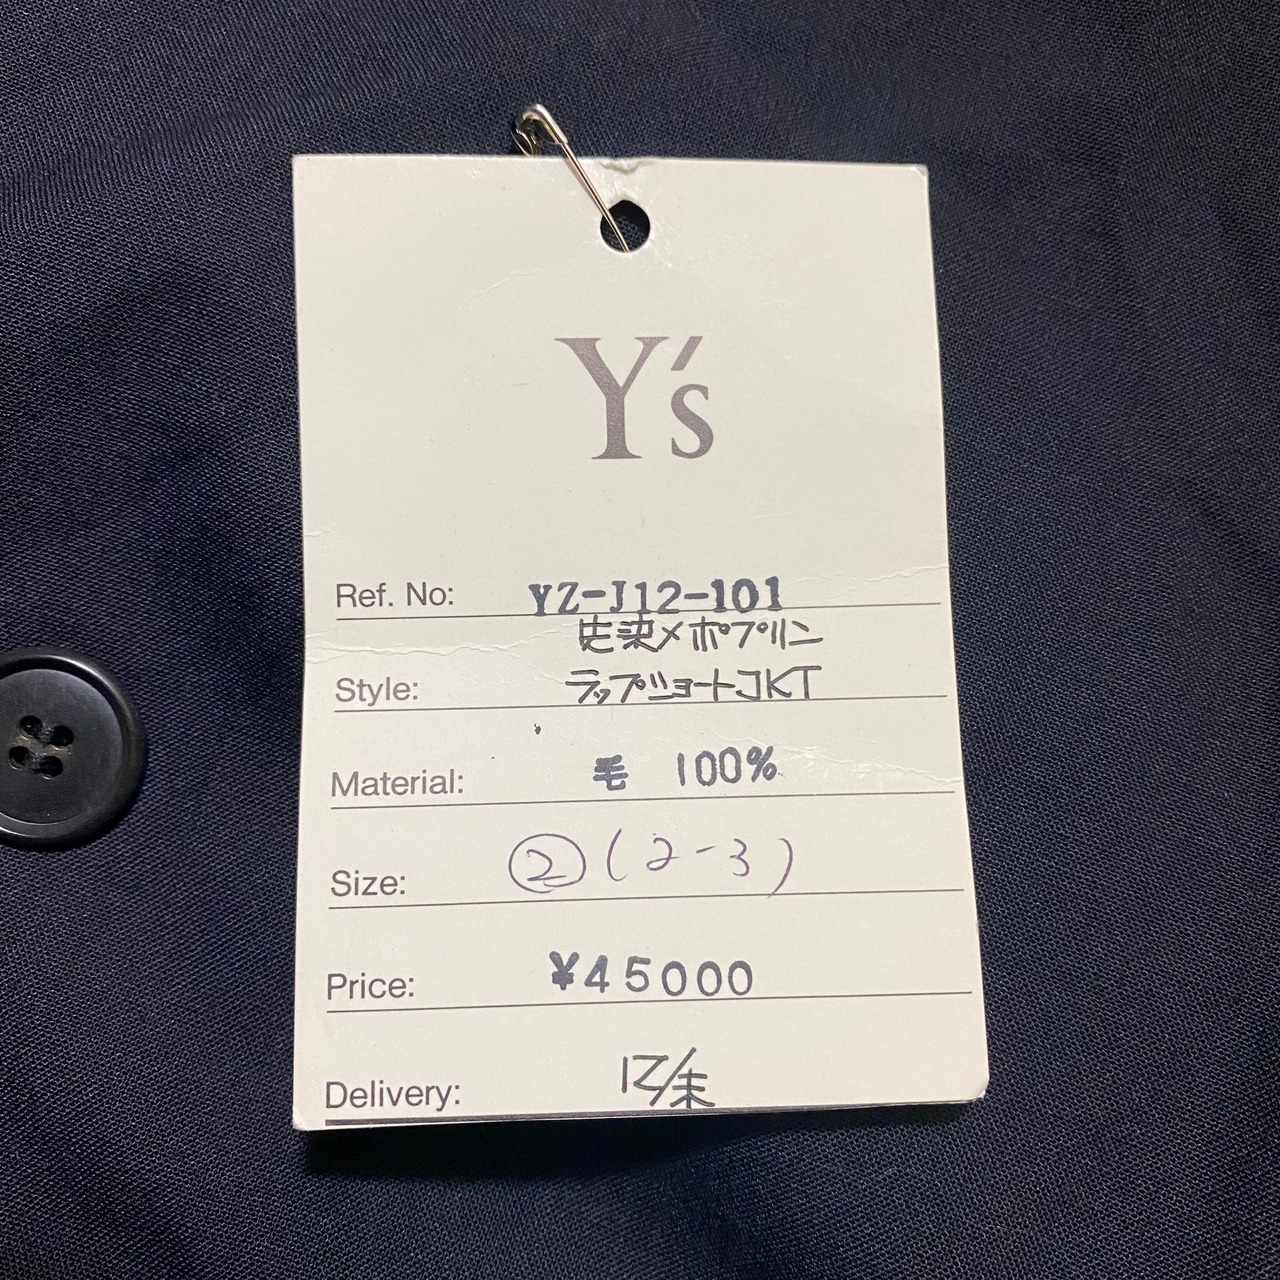 Y's
Ref. No: YZ-J12-101
先染メポプリン
Style: ラップショートJKT
Material: 毛 100%
Size: ② (2-3)
Price: ¥45000
Delivery: 12/末